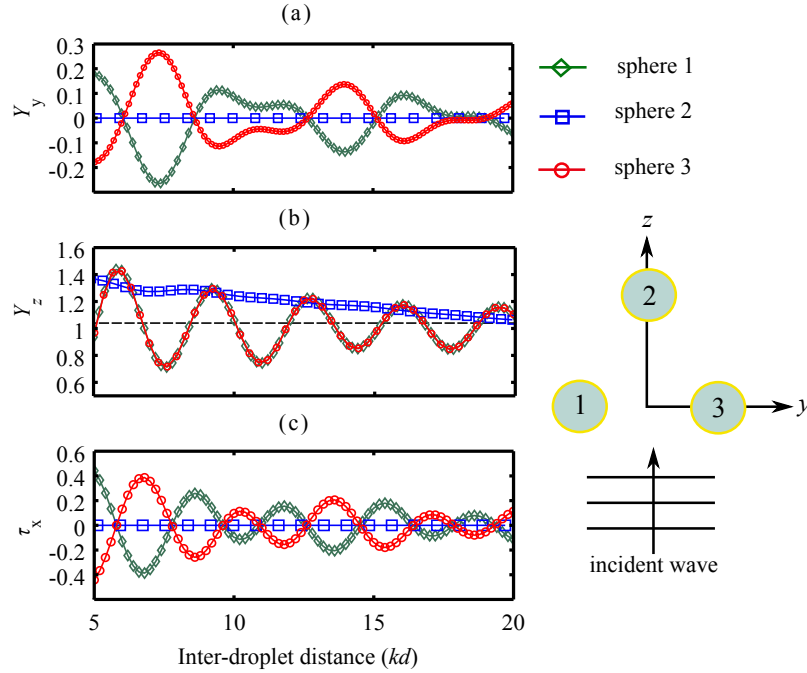 (a)
0.3
0.2
0.1
0
-0.1
-0.2
Y_y
sphere 1
sphere 2
sphere 3
(b)
1.6
1.4
1.2
1
0.8
0.6
Y_z
(c)
0.6
0.4
0.2
0
-0.2
-0.4
τ_x
5 10 15 20
Inter-droplet distance (kd)
z
2
1
3
y
incident wave